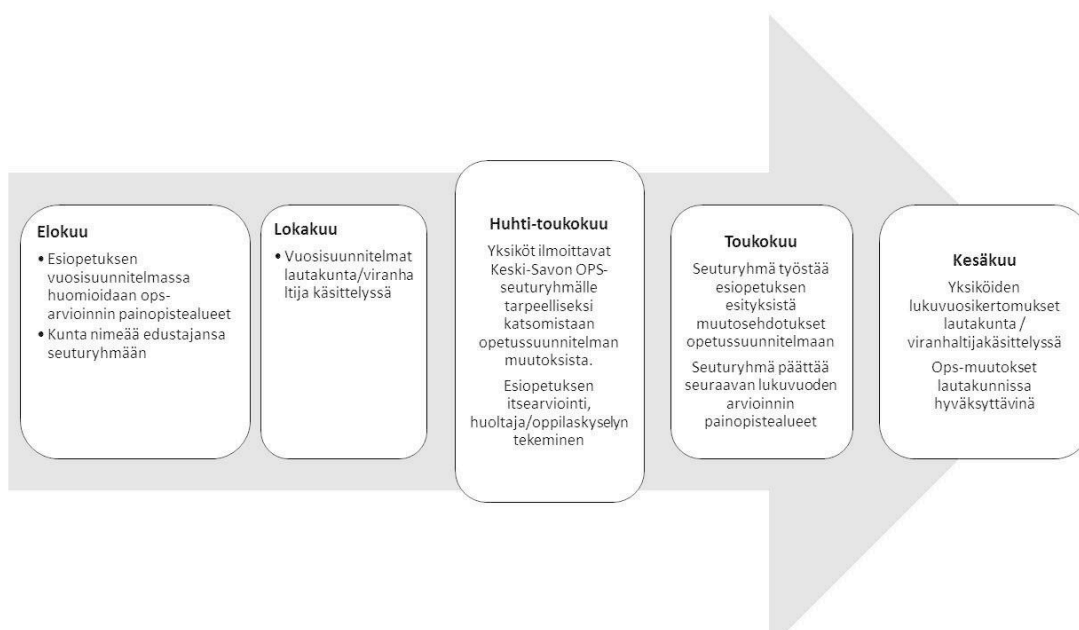 Elokuu
• Esiopetuksen
vuosisuunnitelmassa
huomioidaan ops-
arvioinnin painopistealueet
• Kunta nimeää edustajansa
seuturyhmään
Lokakuu
• Vuosisuunnitelmat
lautakunta/viranha
ltija käsittelyssä
Huhti-toukokuu
Yksiköt ilmoittavat
Keski-Savon OPS-
seuturyhmälle
tarpeelliseksi
katsomistaan
opetussuunnitelman
muutoksista.
Esiopetuksen
itsearviointi,
huoltaja/oppilaskyselyn
tekeminen
Toukokuu
Seuturyhmä työstää
esiopetuksen
esityksistä
muutosehdotukset
opetussuunnitelmaan
Seuturyhmä päättää
seuraavan lukuvuoden
arvioinnin
painopistealueet
Kesäkuu
Yksiköiden
lukuvuosikertomukset
lautakunta /
viranhaltijakäsittelyssä
Ops-muutokset
lautakunnissa
hyväksyttävinä